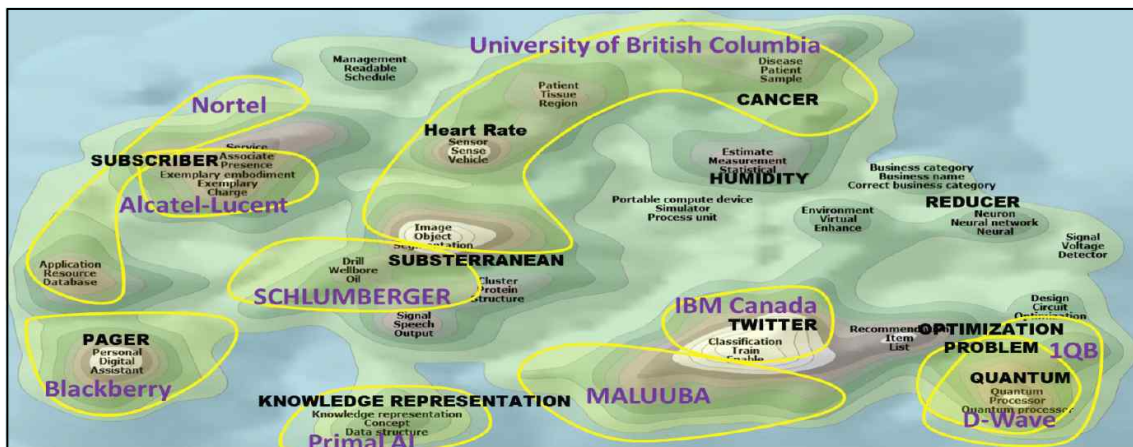 University of British Columbia
Management
Readable
Schedule
Disease
Patient
Sample
Patient
Tissue
Region
CANCER
Nortel
Heart Rate
Sensor
Sense
Vehicle
Service
SUBSCRIBER
Associate
Presence
Exemplary embodiment
Exemplary
Charge
Alcatel-Lucent
Estimate
Measurement
Statistical
HUMIDITY
Business category
Business name
Correct business category
REDUCER
Neuron
Neural network
Neural
Portable compute device
Simulator
Process unit
Environment
Virtual
Enhance
Image
Object
Segmentation
SUBSTERRANEAN
Signal
Voltage
Detector
Application
Resource
Database
Drill
Wellbore
Oil
SCHLUMBERGER
Cluster
Protein
Structure
Signal
Speech
Output
IBM Canada
TWITTER
Classification
Train
Enable
Design
Circuit
Optimization
Recommendation
Item
List
OPTIMIZATION
PROBLEM
1QB
QUANTUM
Quantum
Processor
Quantum processor
D-Wave
PAGER
Personal
Digital
Assistant
Blackberry
KNOWLEDGE REPRESENTATION
Knowledge representation
Concept
Data structure
Primal AI
MALUUBA